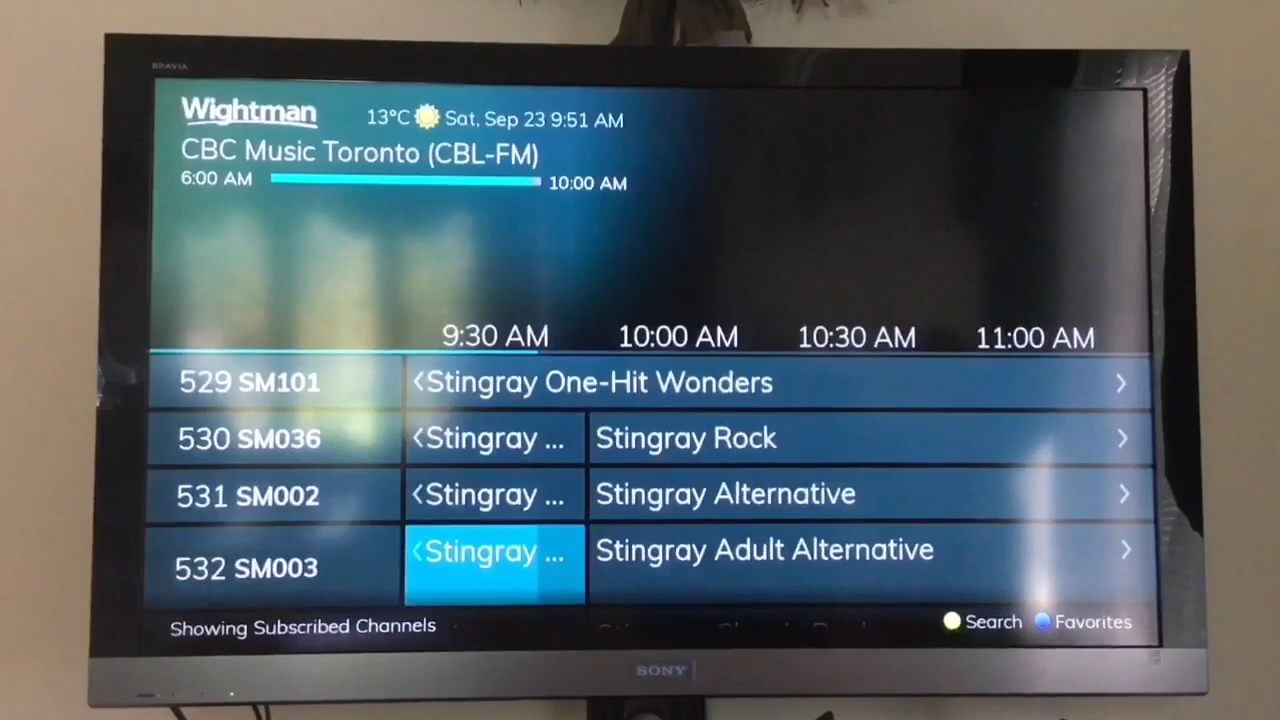 BRAVIA
Wightman 13°C Sat, Sep 23 9:51 AM
CBC Music Toronto (CBL-FM)
6:00 AM 10:00 AM
9:30 AM 10:00 AM 10:30 AM 11:00 AM
529 SM101 <Stingray One-Hit Wonders >
530 SM036 <Stingray ... Stingray Rock >
531 SM002 <Stingray ... Stingray Alternative >
532 SM003 <Stingray ... Stingray Adult Alternative >
Showing Subscribed Channels Search Favorites
SONY